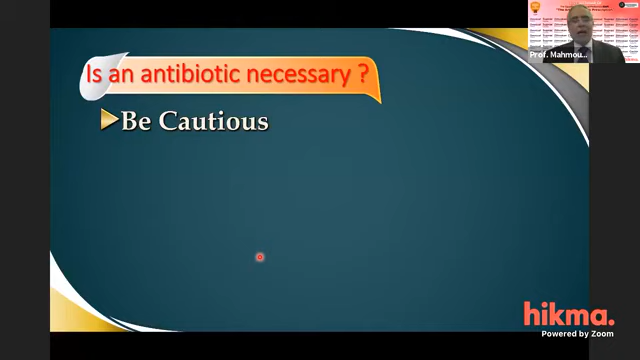 Is an antibiotic necessary ?
Be Cautious
Prof. Mahmou...
hikma.
Powered by Zoom